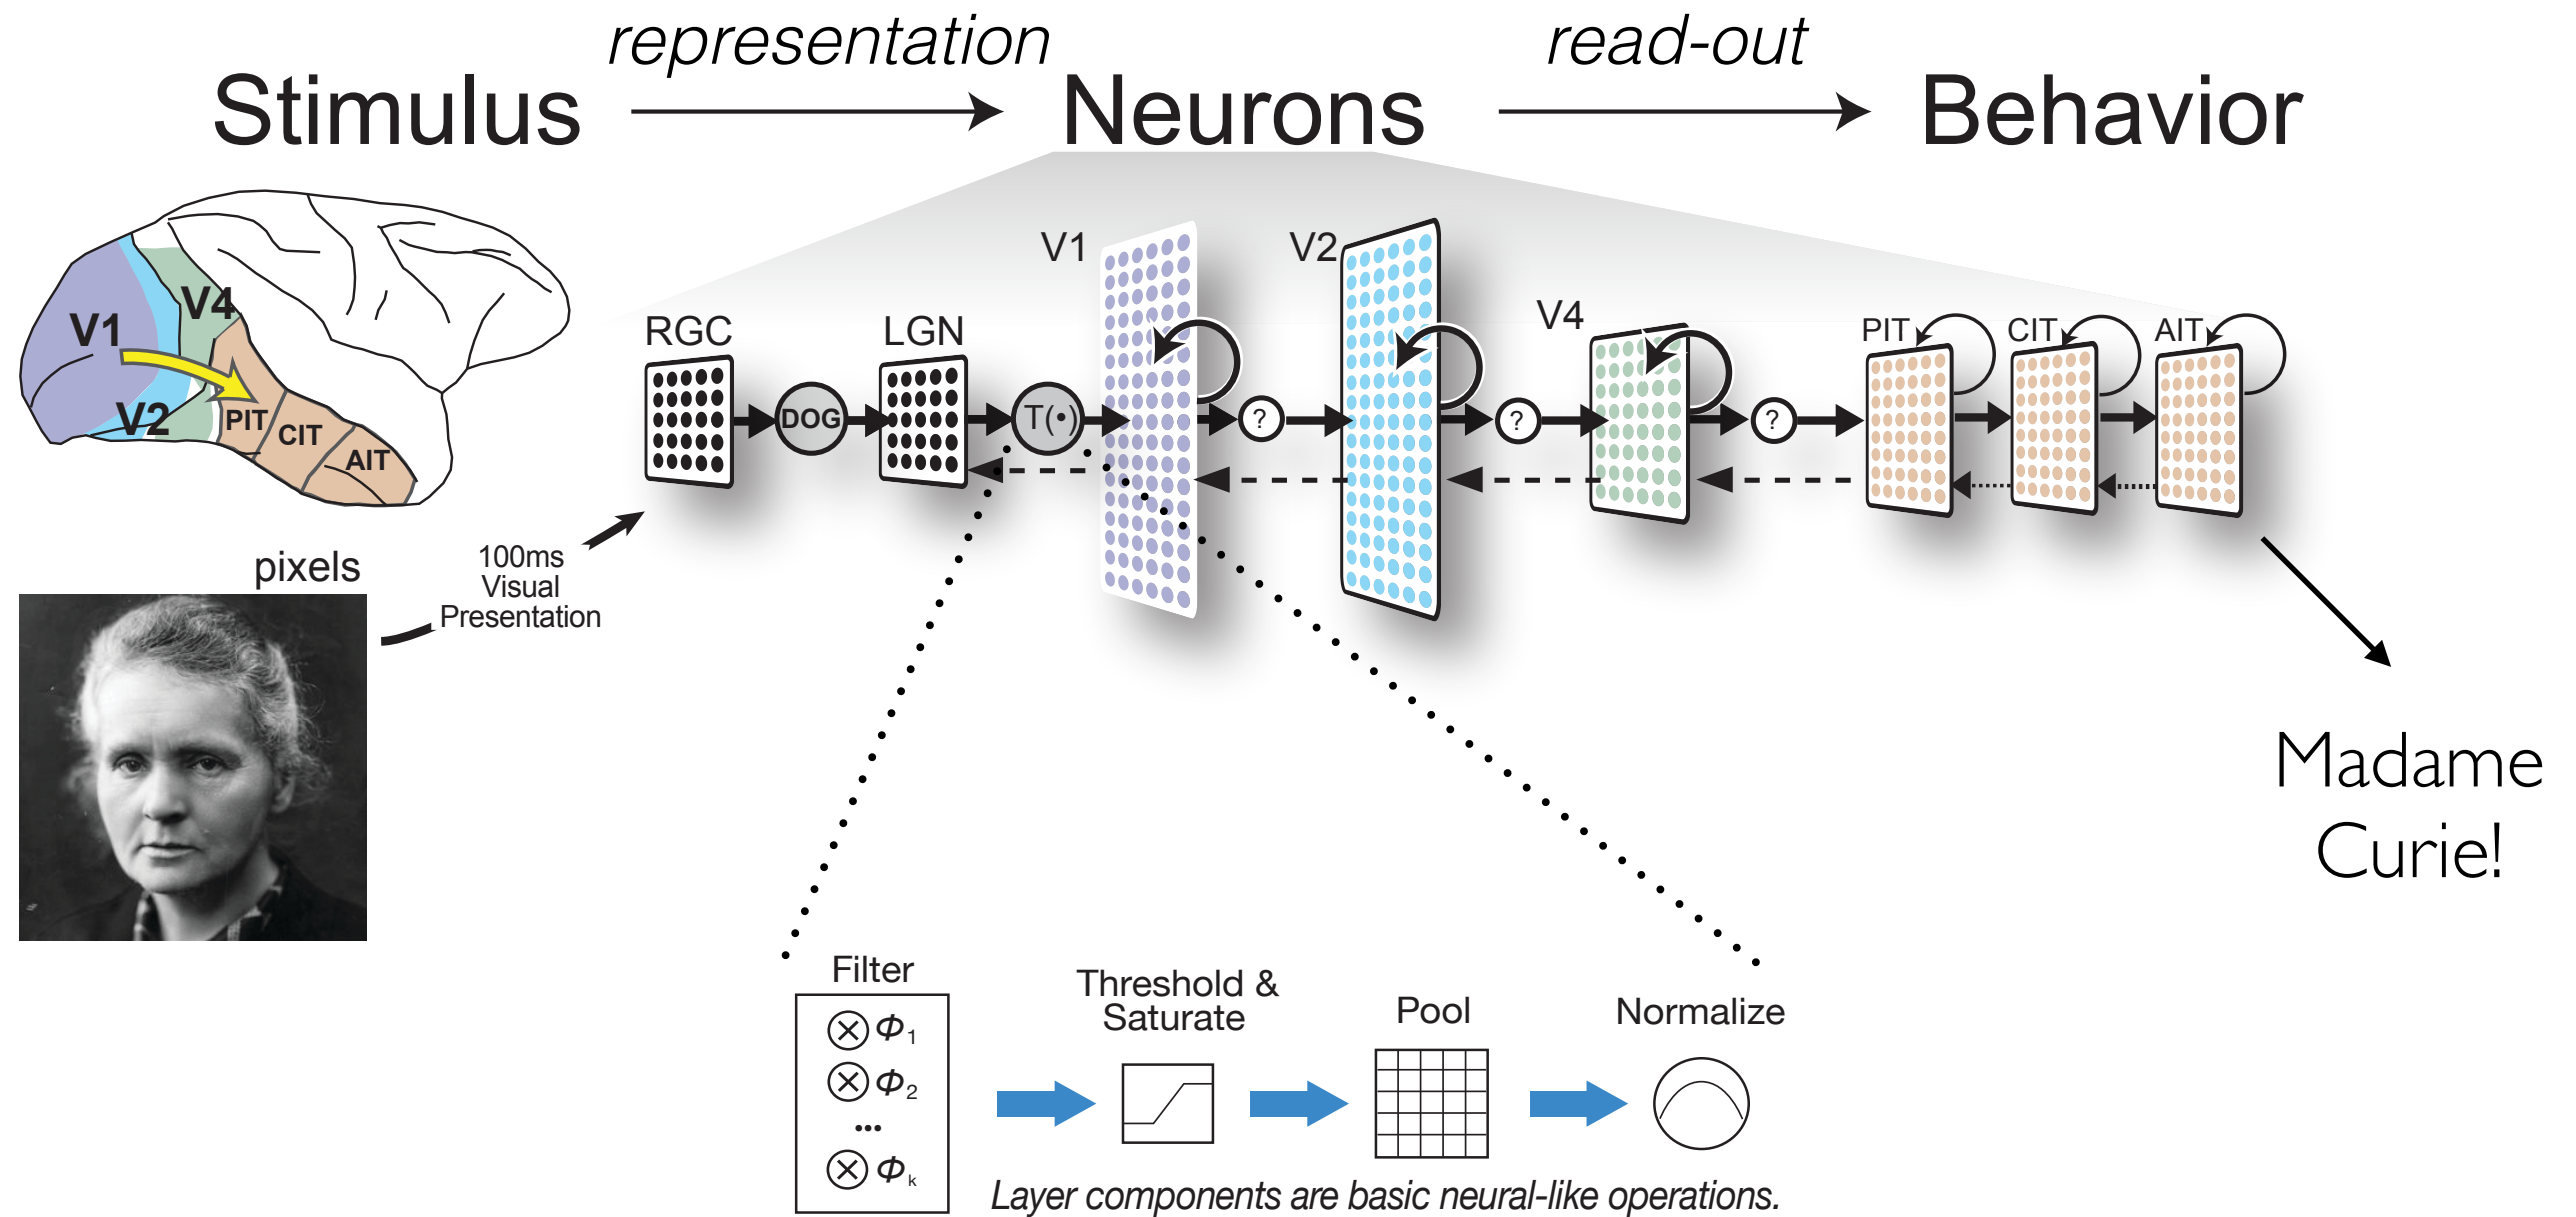 representation
read-out
Stimulus
Neurons
Behavior
V1
V4
V2
PIT
CIT
AIT
RGC
DOG
LGN
T(•)
V1
?
V2
?
V4
?
PIT
CIT
AIT
pixels
100ms
Visual
Presentation
Madame
Curie!
Filter
Φ1
Φ2
...
Φk
Threshold &
Saturate
Pool
Normalize
Layer components are basic neural-like operations.